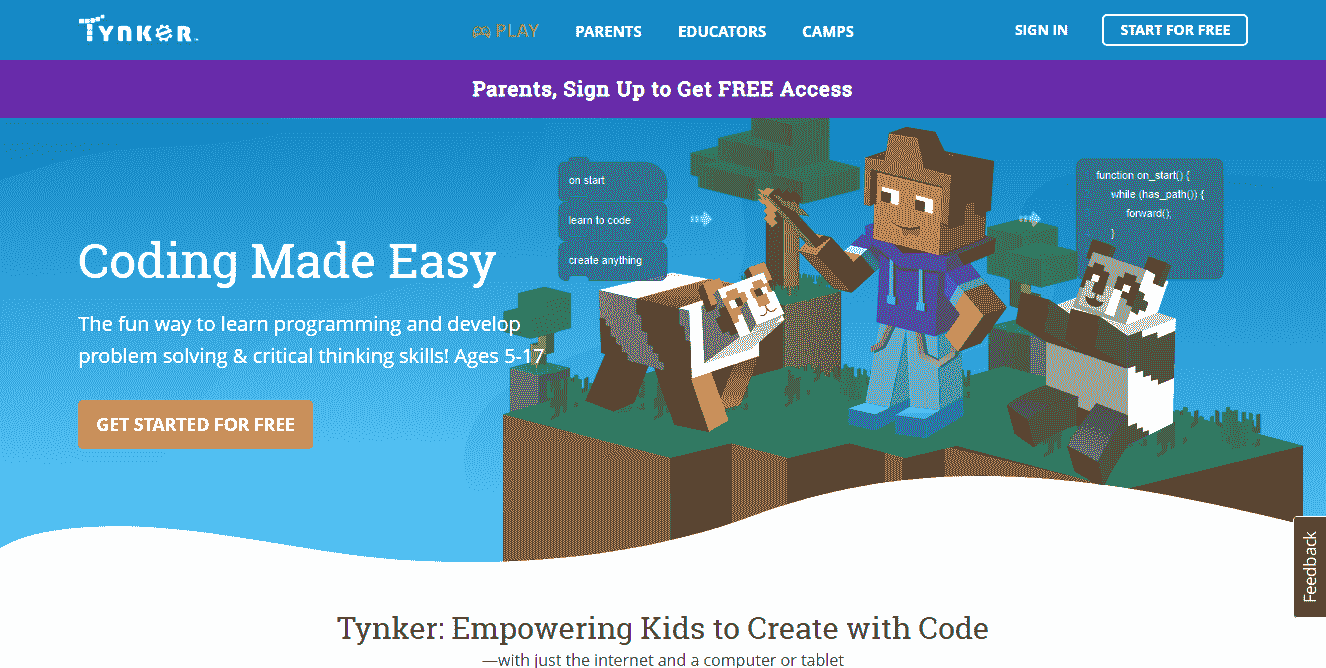 Tynker
PLAY
PARENTS
EDUCATORS
CAMPS
SIGN IN
START FOR FREE
Parents, Sign Up to Get FREE Access
on start
learn to code
create anything
function on_start() {
while (has_path()) {
forward();
}
Coding Made Easy
The fun way to learn programming and develop
problem solving & critical thinking skills! Ages 5-17
GET STARTED FOR FREE
Feedback
Tynker: Empowering Kids to Create with Code
—with just the internet and a computer or tablet